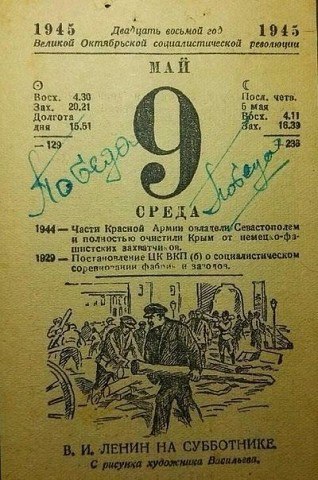 1945 Двадцать восьмой год 1945
Великой Октябрьской социалистической революции
МАЙ
Восх. 4.30
Зах. 20.21
Долгота
дня 15.51
—129
Победа
9
Посл. четв.
5 мая
Восх. 4.11
Зах. 16.39
236
Победа
СРЕДА
1944 — Части Красной Армии овладели Севастополем
и полностью очистили Крым от немецко-фа-
шистских захватчиков.
1929 — Постановление ЦК ВКП (б) о социалистическом
соревновании фабрик и заводов.
В. И. ЛЕНИН НА СУББОТНИКЕ.
С рисунка художника Васильева.